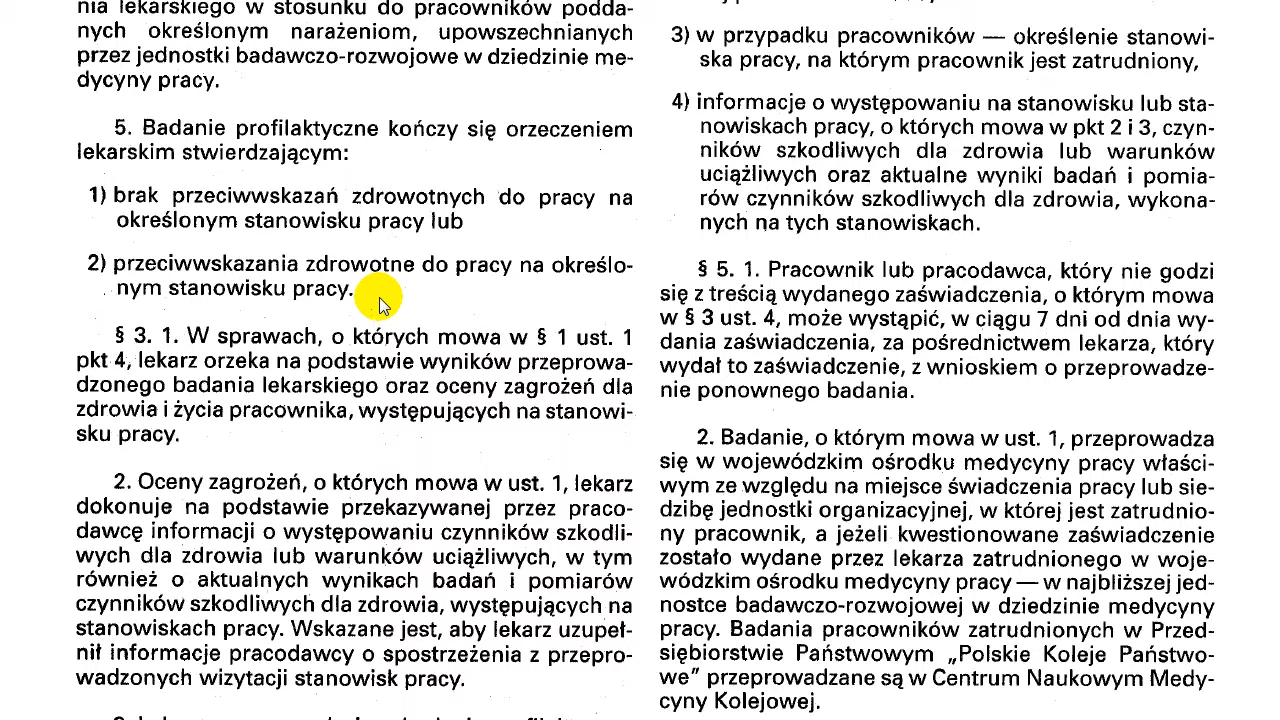 nia lekarskiego w stosunku do pracowników podda-
nych określonym narażeniom, upowszechnianych
przez jednostki badawczo-rozwojowe w dziedzinie me-
dycyny pracy.
5. Badanie profilaktyczne kończy się orzeczeniem
lekarskim stwierdzającym:
1) brak przeciwwskazań zdrowotnych do pracy na
określonym stanowisku pracy lub
2) przeciwwskazania zdrowotne do pracy na określo-
nym stanowisku pracy.
§ 3. 1. W sprawach, o których mowa w § 1 ust. 1
pkt 4, lekarz orzeka na podstawie wyników przeprowa-
dzonego badania lekarskiego oraz oceny zagrożeń dla
zdrowia i życia pracownika, występujących na stanowi-
sku pracy.
2. Oceny zagrożeń, o których mowa w ust. 1, lekarz
dokonuje na podstawie przekazywanej przez praco-
dawcę informacji o występowaniu czynników szkodli-
wych dla zdrowia lub warunków uciążliwych, w tym
również o aktualnych wynikach badań i pomiarów
czynników szkodliwych dla zdrowia, występujących na
stanowiskach pracy. Wskazane jest, aby lekarz uzupeł-
nił informacje pracodawcy o spostrzeżenia z przepro-
wadzonych wizytacji stanowisk pracy.
3) w przypadku pracowników — określenie stanowi-
ska pracy, na którym pracownik jest zatrudniony,
4) informacje o występowaniu na stanowisku lub sta-
nowiskach pracy, o których mowa w pkt 2 i 3, czyn-
ników szkodliwych dla zdrowia lub warunków
uciążliwych oraz aktualne wyniki badań i pomia-
rów czynników szkodliwych dla zdrowia, wykona-
nych na tych stanowiskach.
§ 5. 1. Pracownik lub pracodawca, który nie godzi
się z treścią wydanego zaświadczenia, o którym mowa
w § 3 ust. 4, może wystąpić, w ciągu 7 dni od dnia wy-
dania zaświadczenia, za pośrednictwem lekarza, który
wydał to zaświadczenie, z wnioskiem o przeprowadze-
nie ponownego badania.
2. Badanie, o którym mowa w ust. 1, przeprowadza
się w wojewódzkim ośrodku medycyny pracy właści-
wym ze względu na miejsce świadczenia pracy lub sie-
dzibę jednostki organizacyjnej, w której jest zatrudnio-
ny pracownik, a jeżeli kwestionowane zaświadczenie
zostało wydane przez lekarza zatrudnionego w woje-
wódzkim ośrodku medycyny pracy — w najbliższej jed-
nostce badawczo-rozwojowej w dziedzinie medycyny
pracy. Badania pracowników zatrudnionych w Przed-
siębiorstwie Państwowym „Polskie Koleje Państwo-
we” przeprowadzane są w Centrum Naukowym Medy-
cyny Kolejowej.